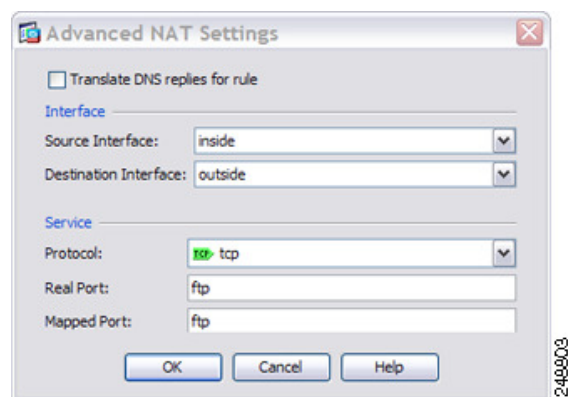 Advanced NAT Settings
Translate DNS replies for rule
Interface
Source Interface: inside
Destination Interface: outside
Service
Protocol: TCP tcp
Real Port: ftp
Mapped Port: ftp
OK Cancel Help
248803